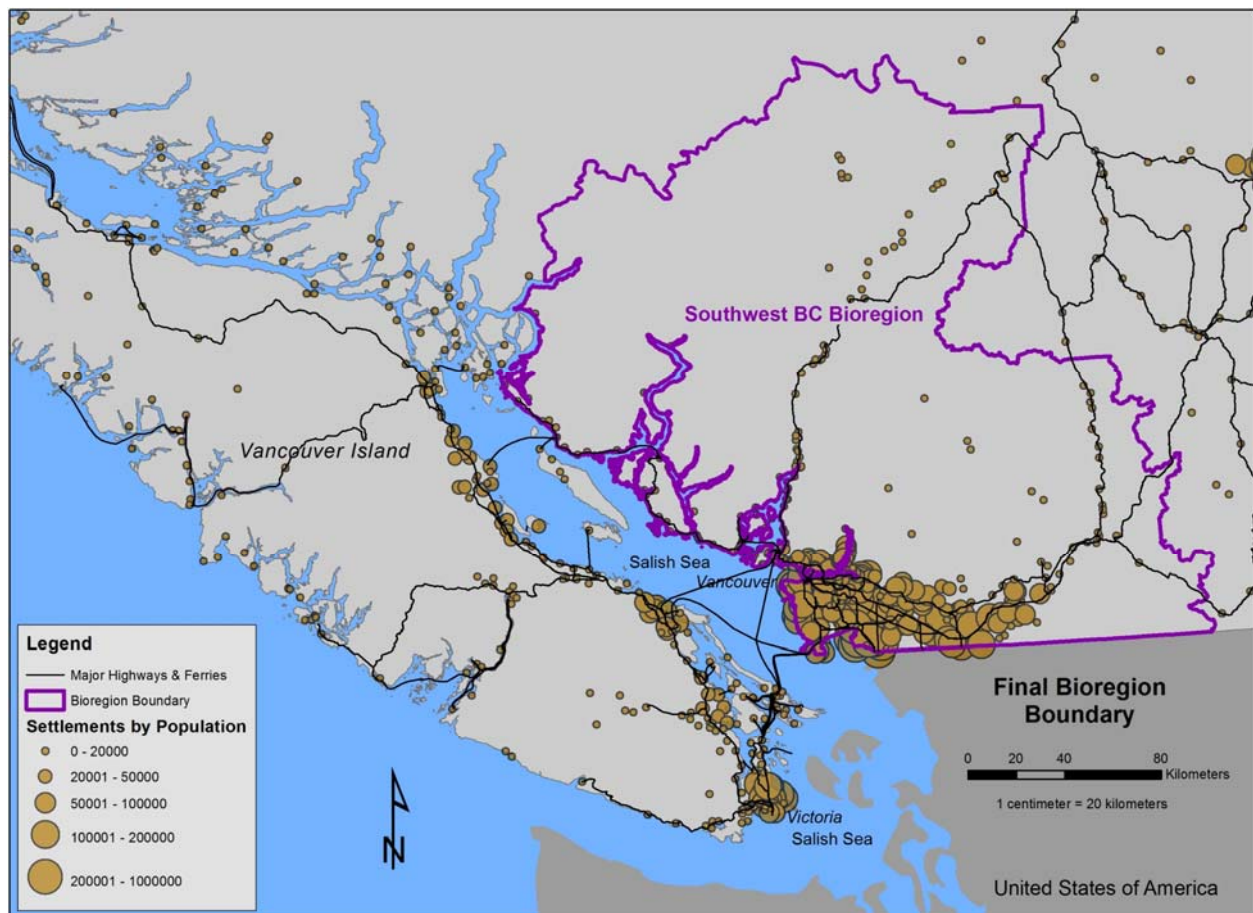 Southwest BC Bioregion
Vancouver Island
Salish Sea
Vancouver
Legend
Major Highways & Ferries
Bioregion Boundary
Settlements by Population
0 - 20000
20001 - 50000
50001 - 100000
100001 - 200000
200001 - 1000000
N
Victoria
Salish Sea
Final Bioregion
Boundary
0 20 40 80
Kilometers
1 centimeter = 20 kilometers
United States of America